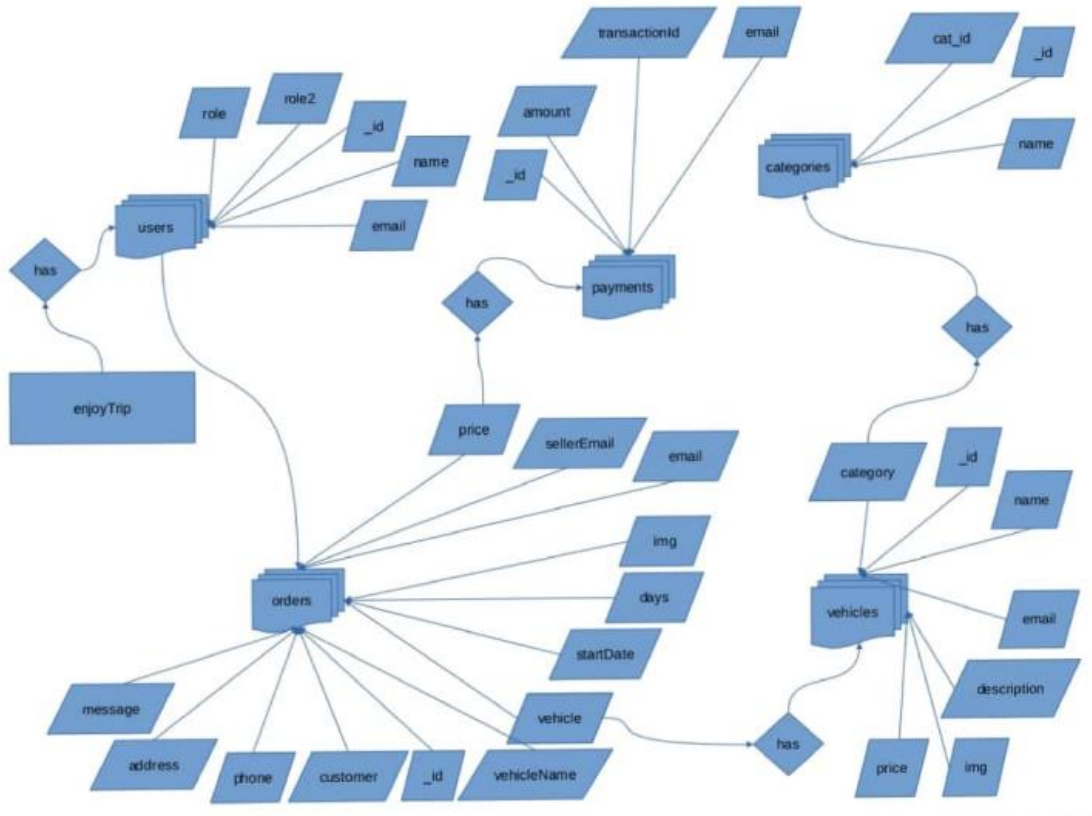 transactionId
email
cat_id
_id
role
role2
_id
name
email
amount
_id
name
categories
users
has
payments
has
has
enjoyTrip
price
sellerEmail
email
category
_id
name
img
days
startDate
orders
vehicles
email
description
message
vehicle
has
address
phone
customer
_id
vehicleName
price
img